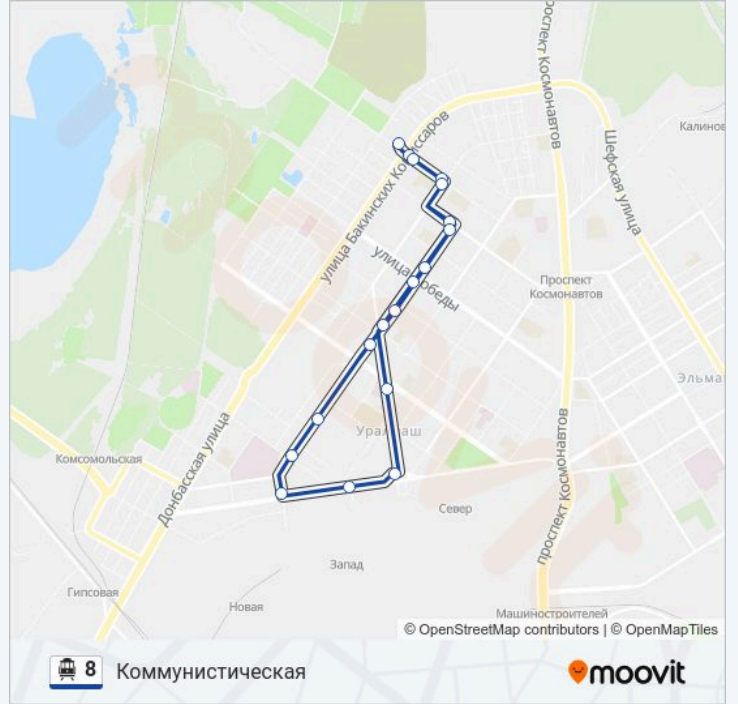 проспект Космонавтов
Калинов
улица Бакинских Комиссаров
Шефская улица
улица Победы
Проспект
Космонавтов
Эльма
Уралмаш
Комсомольская
Донбасская улица
проспект Космонавтов
Север
Запад
Гипсовая
Новая
Машиностроителей
© OpenStreetMap contributors | © OpenMapTiles
8 Коммунистическая
moovit